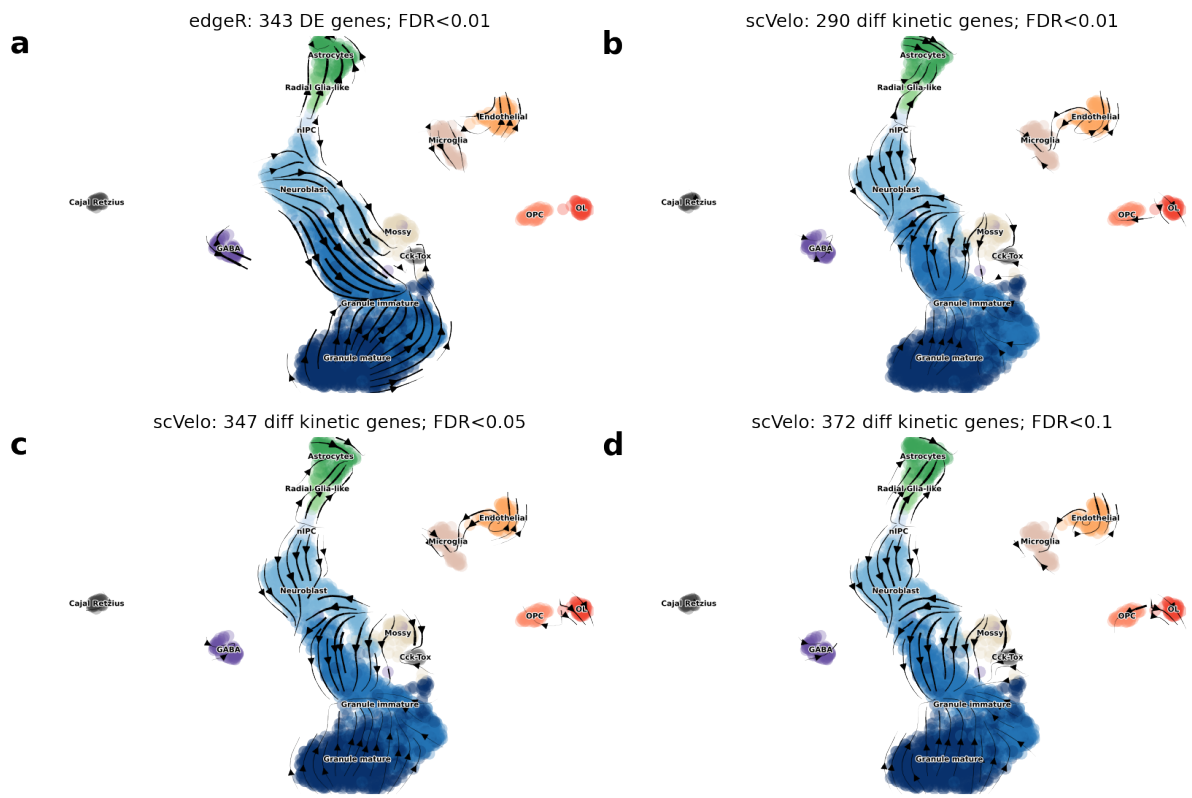 edgeR: 343 DE genes; FDR<0.01
a
Astrocytes
Radial Glia-like
nIPC
Endothelial
Microglia
Neuroblast
Cajal Retzius
OPC
OL
Mossy
GABA
Cck-Tox
Granule immature
Granule mature
scVelo: 290 diff kinetic genes; FDR<0.01
b
Astrocytes
Radial Glia-like
nIPC
Endothelial
Microglia
Neuroblast
Cajal Retzius
OPC
OL
Mossy
GABA
Cck-Tox
Granule immature
Granule mature
scVelo: 347 diff kinetic genes; FDR<0.05
c
Astrocytes
Radial Glia-like
nIPC
Endothelial
Microglia
Neuroblast
Cajal Retzius
OPC
OL
Mossy
GABA
Cck-Tox
Granule immature
Granule mature
scVelo: 372 diff kinetic genes; FDR<0.1
d
Astrocytes
Radial Glia-like
nIPC
Endothelial
Microglia
Neuroblast
Cajal Retzius
OPC
OL
Mossy
GABA
Cck-Tox
Granule immature
Granule mature